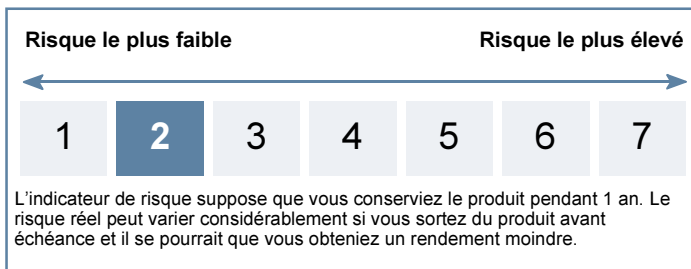 Risque le plus faible Risque le plus élevé
1 2 3 4 5 6 7
L'indicateur de risque suppose que vous conserviez le produit pendant 1 an. Le
risque réel peut varier considérablement si vous sortez du produit avant
échéance et il se pourrait que vous obteniez un rendement moindre.